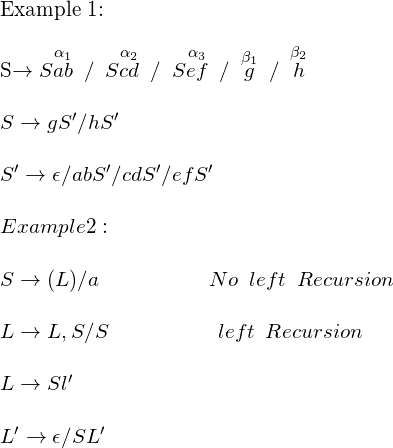 Example 1:
α₁ α₂ α₃ β₁ β₂
S→ Sab / Scd / Sef / g / h
S → gS′/hS′
S′ → ϵ/abS′/cdS′/efS′
Example2 :
S → (L)/a No left Recursion
L → L, S/S left Recursion
L → Sl′
L′ → ϵ/SL′